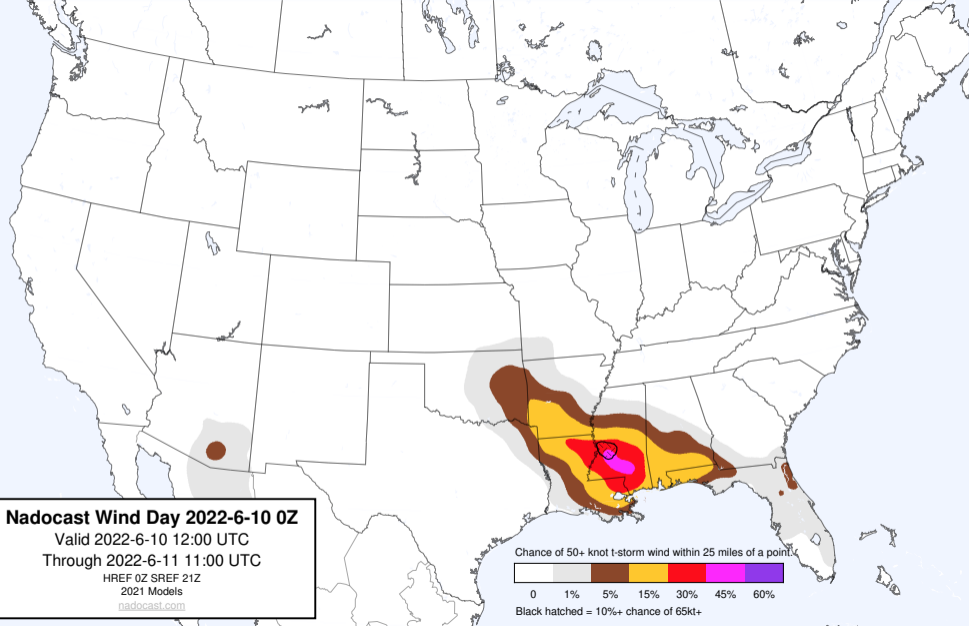 Nadocast Wind Day 2022-6-10 0Z
Valid 2022-6-10 12:00 UTC
Through 2022-6-11 11:00 UTC
HREF 0Z SREF 21Z
2021 Models
nadocast.com
Chance of 50+ knot t-storm wind within 25 miles of a point.
0 1% 5% 15% 30% 45% 60%
Black hatched = 10%+ chance of 65kt+